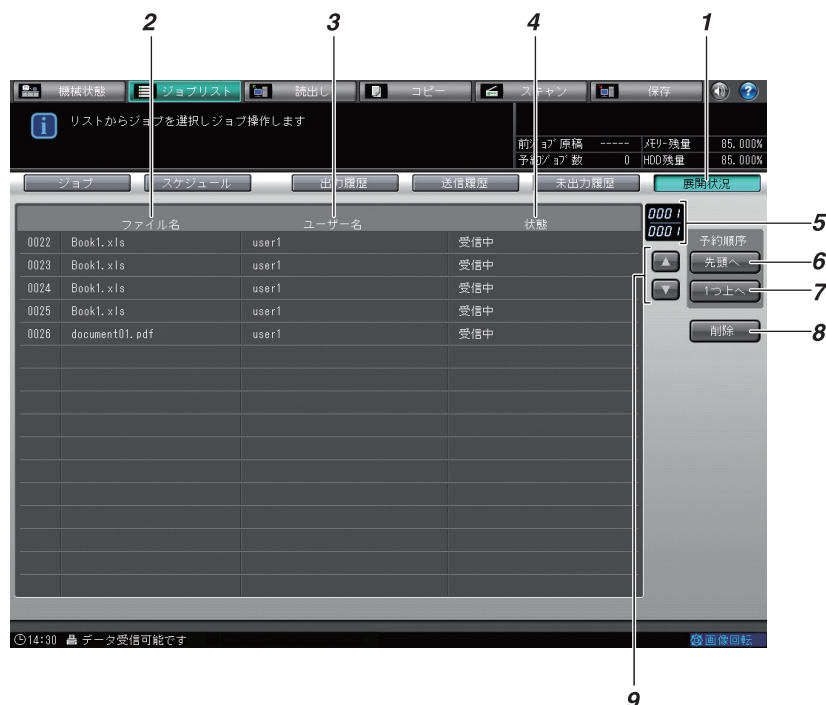 2 3 4 1
機械状態 ジョブリスト 読出し コピー スキャン 保存
リストからジョブを選択しジョブ操作します
前ジョブ原稿 ----- メモリー残量 85.000%
予約ジョブ数 0 HDD残量 85.000%
ジョブ スケジュール 出力履歴 送信履歴 未出力履歴 展開状況
ファイル名 ユーザー名 状態
0001
0001
5
予約順序
0022 Book1.xls user1 受信中
先頭へ 6
0023 Book1.xls user1 受信中
0024 Book1.xls user1 受信中
1つ上へ 7
0025 Book1.xls user1 受信中
0026 document01.pdf user1 受信中
削除 8
14:30 データ受信可能です 画像回転
9